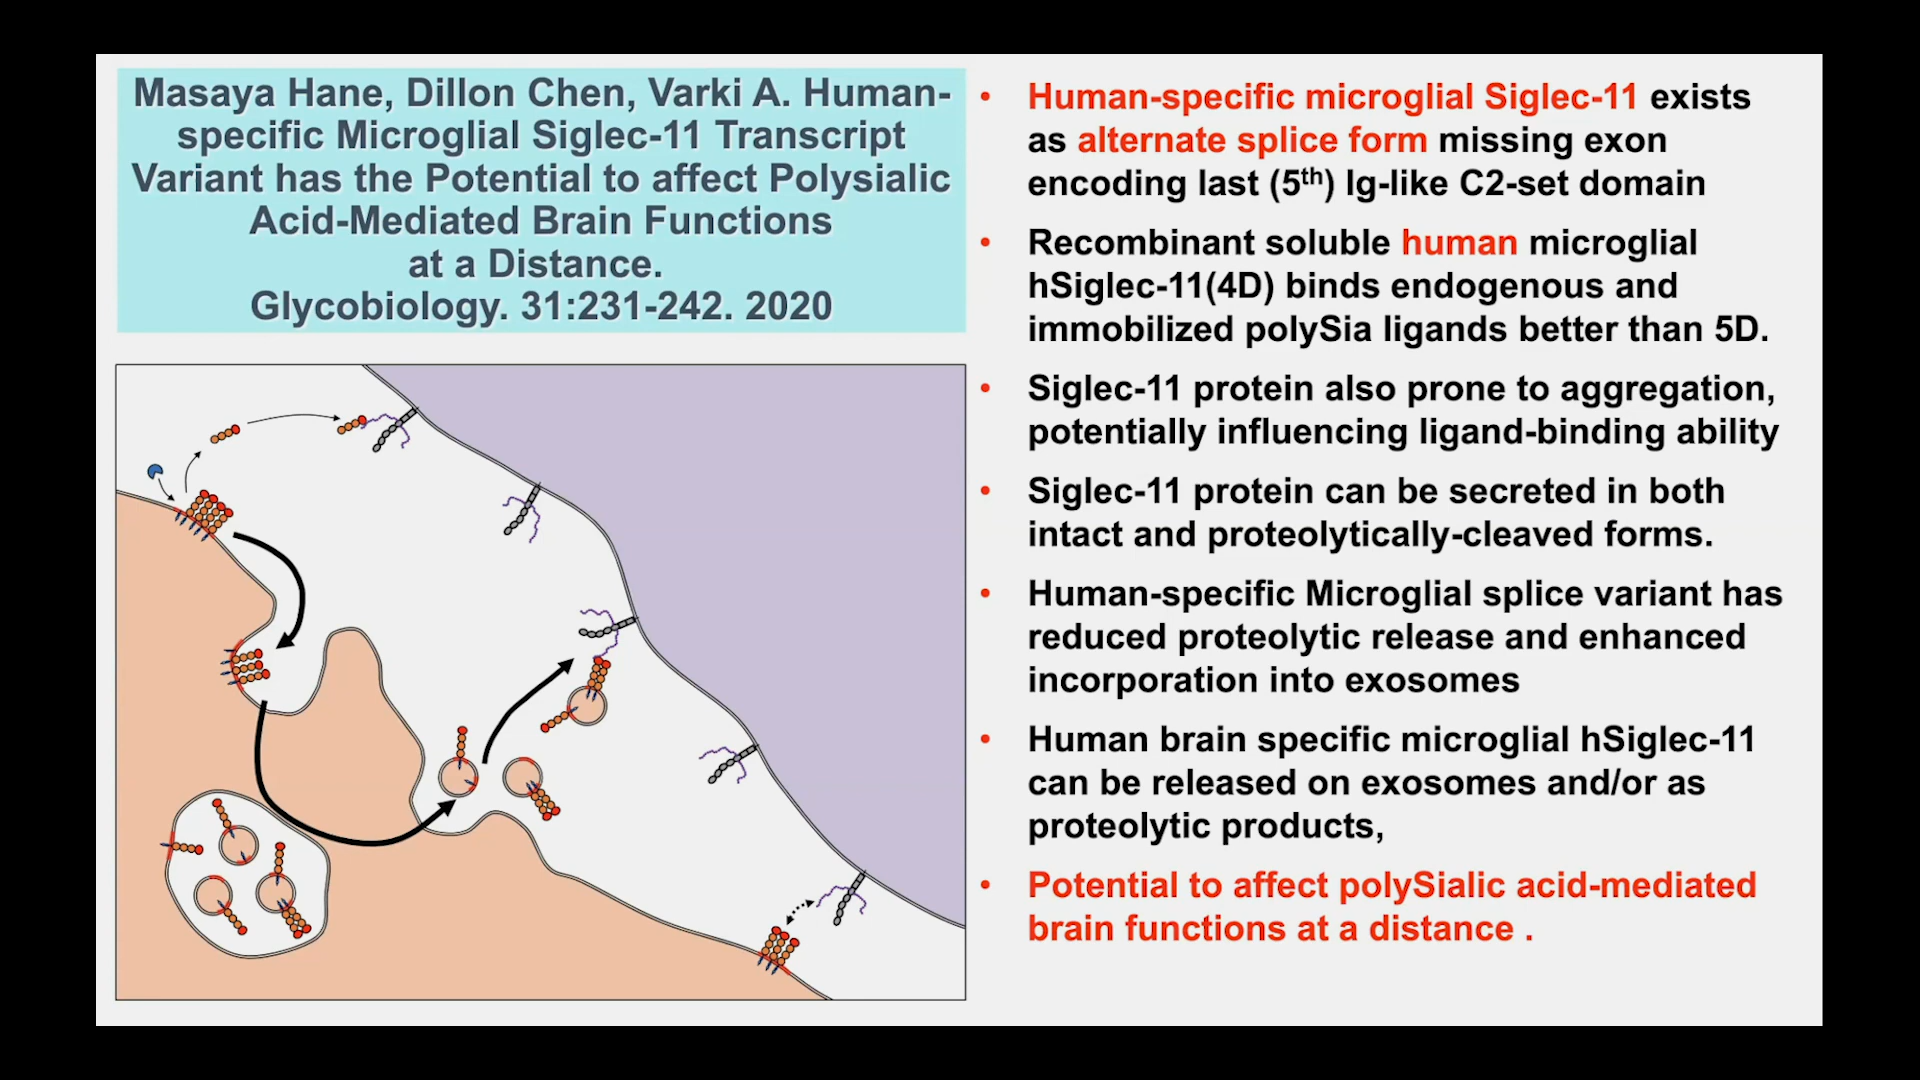 Masaya Hane, Dillon Chen, Varki A. Human-
specific Microglial Siglec-11 Transcript
Variant has the Potential to affect Polysialic
Acid-Mediated Brain Functions
at a Distance.
Glycobiology. 31:231-242. 2020
• Human-specific microglial Siglec-11 exists
as alternate splice form missing exon
encoding last (5th) Ig-like C2-set domain
• Recombinant soluble human microglial
hSiglec-11(4D) binds endogenous and
immobilized polySia ligands better than 5D.
• Siglec-11 protein also prone to aggregation,
potentially influencing ligand-binding ability
• Siglec-11 protein can be secreted in both
intact and proteolytically-cleaved forms.
• Human-specific Microglial splice variant has
reduced proteolytic release and enhanced
incorporation into exosomes
• Human brain specific microglial hSiglec-11
can be released on exosomes and/or as
proteolytic products,
• Potential to affect polySialic acid-mediated
brain functions at a distance .